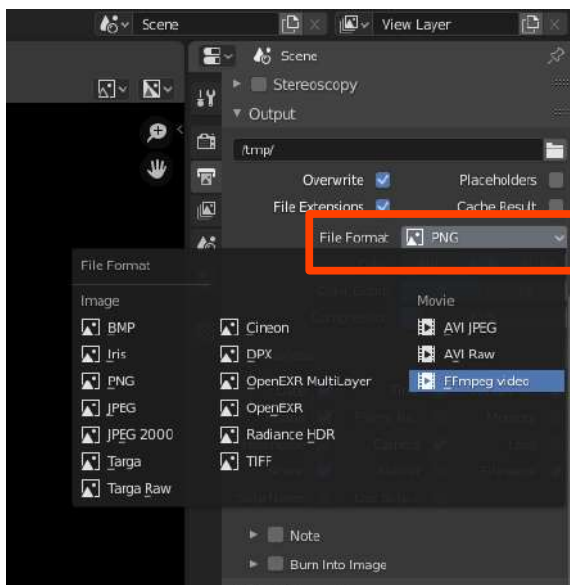 Scene
View Layer
Scene
Stereoscopy
Output
/tmp/
Overwrite
Placeholders
File Extensions
Cache Result
File Format
PNG
File Format
Image
Movie
BMP
Cineon
AVI JPEG
Iris
DPX
AVI Raw
PNG
OpenEXR MultiLayer
FFmpeg video
JPEG
OpenEXR
JPEG 2000
Radiance HDR
Targa
TIFF
Targa Raw
Note
Burn Into Image